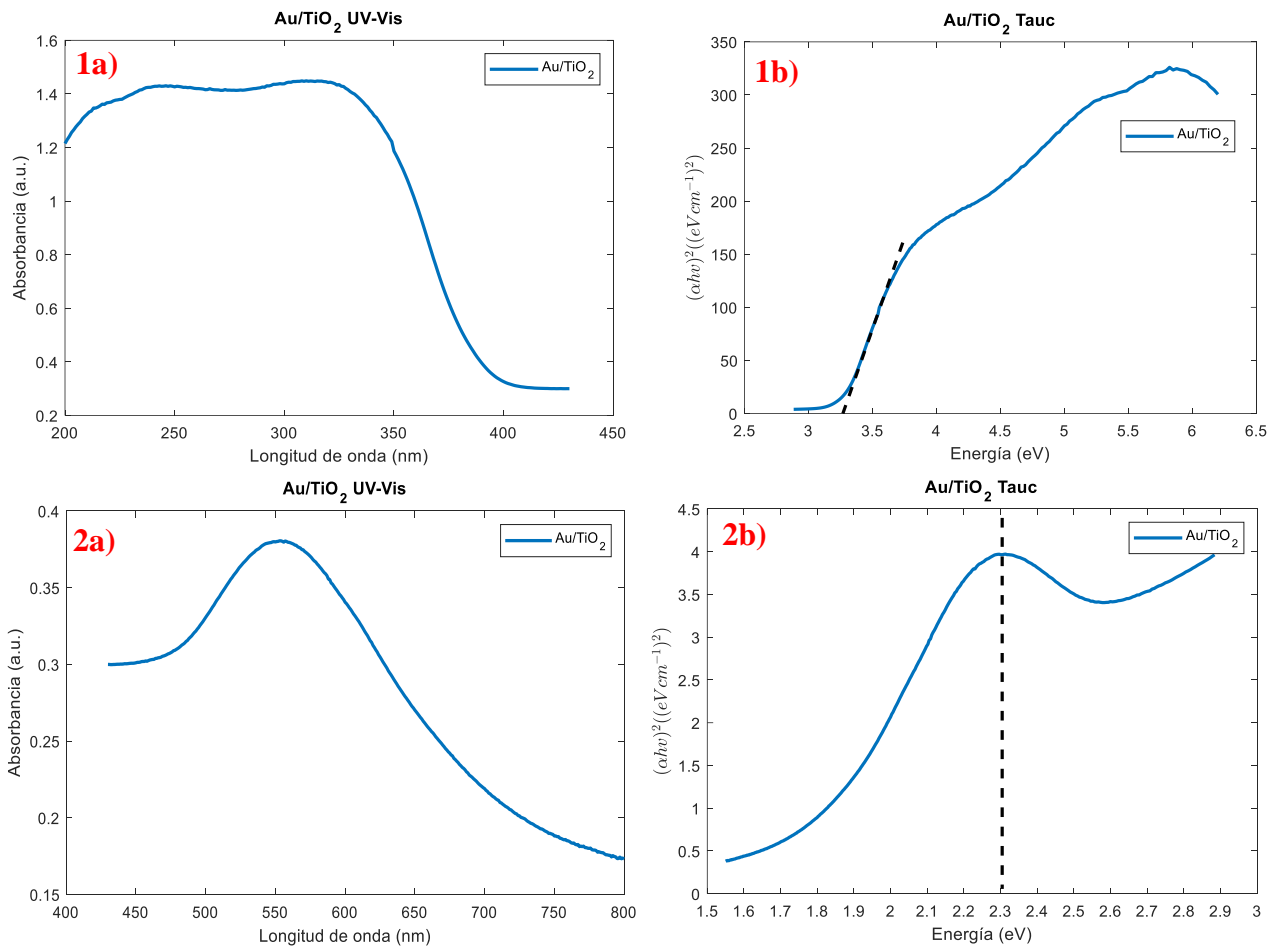 Au/TiO2 UV-Vis
1a)
Au/TiO2
1.6
1.4
1.2
1
0.8
0.6
0.4
0.2
Absorbancia (a.u.)
200 250 300 350 400 450
Longitud de onda (nm)
Au/TiO2 Tauc
1b)
Au/TiO2
350
300
250
200
150
100
50
0
(αhv)²((eVcm⁻¹)²)
2.5 3 3.5 4 4.5 5 5.5 6 6.5
Energía (eV)
Au/TiO2 UV-Vis
2a)
Au/TiO2
0.4
0.35
0.3
0.25
0.2
0.15
Absorbancia (a.u.)
400 450 500 550 600 650 700 750 800
Longitud de onda (nm)
Au/TiO2 Tauc
2b)
Au/TiO2
4.5
4
3.5
3
2.5
2
1.5
1
0.5
0
(αhv)²((eVcm⁻¹)²)
1.5 1.6 1.7 1.8 1.9 2 2.1 2.2 2.3 2.4 2.5 2.6 2.7 2.8 2.9 3
Energía (eV)